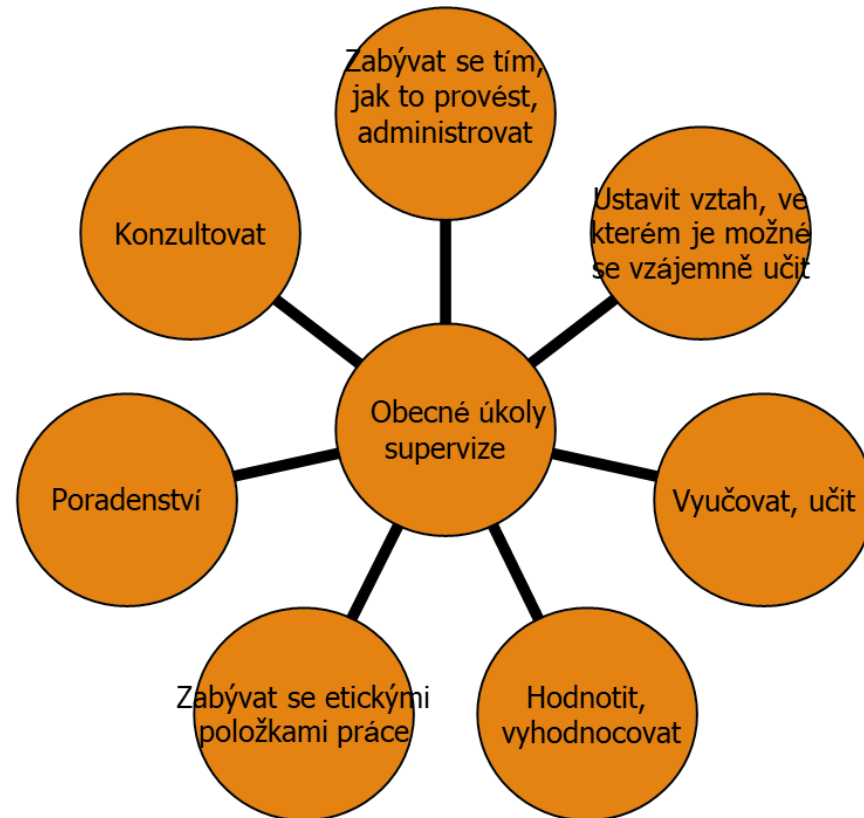 Zabývat se tím,
jak to provést,
administrovat
Ustavit vztah, ve
kterém je možné
se vzájemně učit
Konzultovat
Obecné úkoly
supervize
Poradenství
Vyučovat, učit
Zabývat se etickými
položkami práce
Hodnotit,
vyhodnocovat